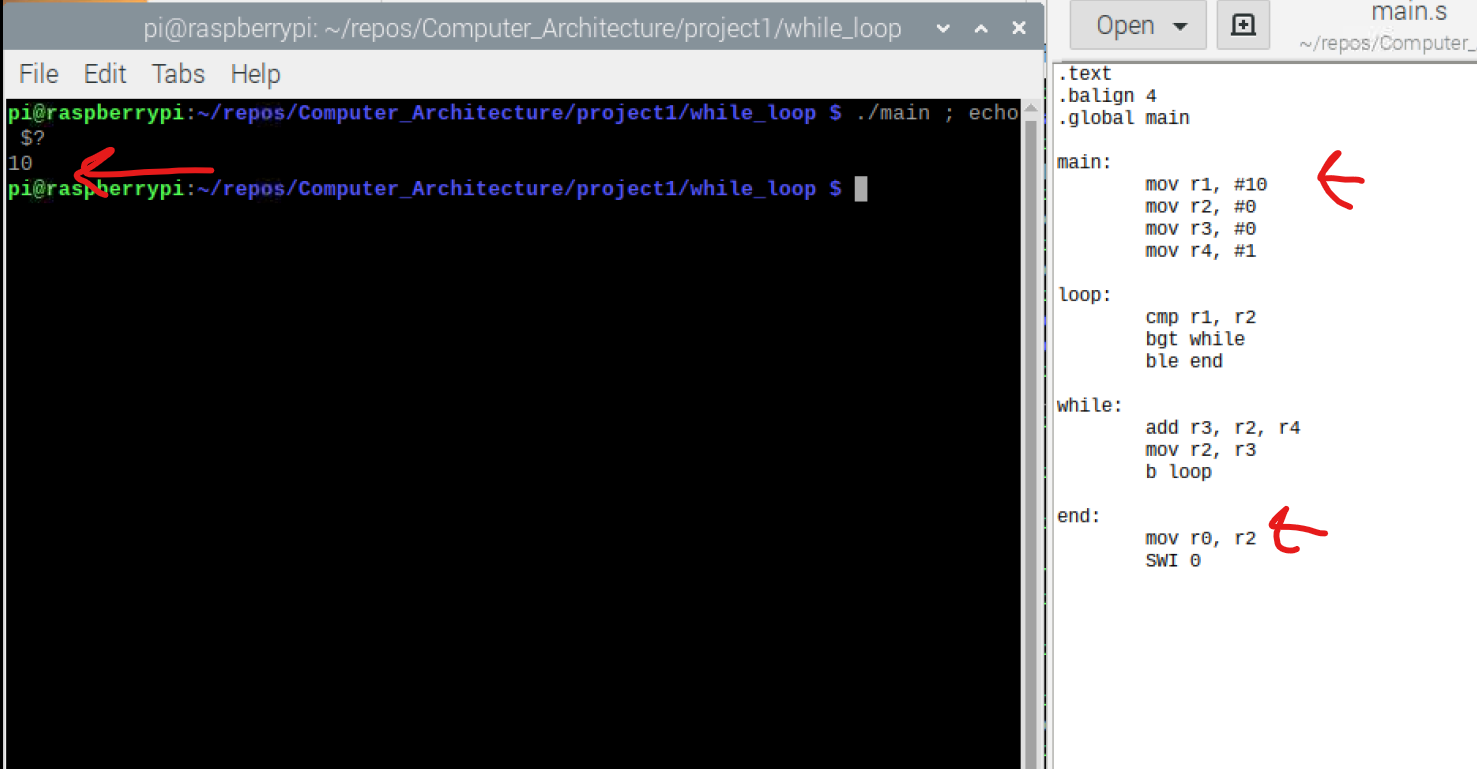 pi@raspberrypi: ~/repos/Computer_Architecture/project1/while_loop
File Edit Tabs Help
pi@raspberrypi:~/repos/Computer_Architecture/project1/while_loop $ ./main ; echo
$?
10
pi@raspberrypi:~/repos/Computer_Architecture/project1/while_loop $
Open
main.s
~/repos/Computer_
.text
.balign 4
.global main
main:
mov r1, #10
mov r2, #0
mov r3, #0
mov r4, #1
loop:
cmp r1, r2
bgt while
ble end
while:
add r3, r2, r4
mov r2, r3
b loop
end:
mov r0, r2
SWI 0